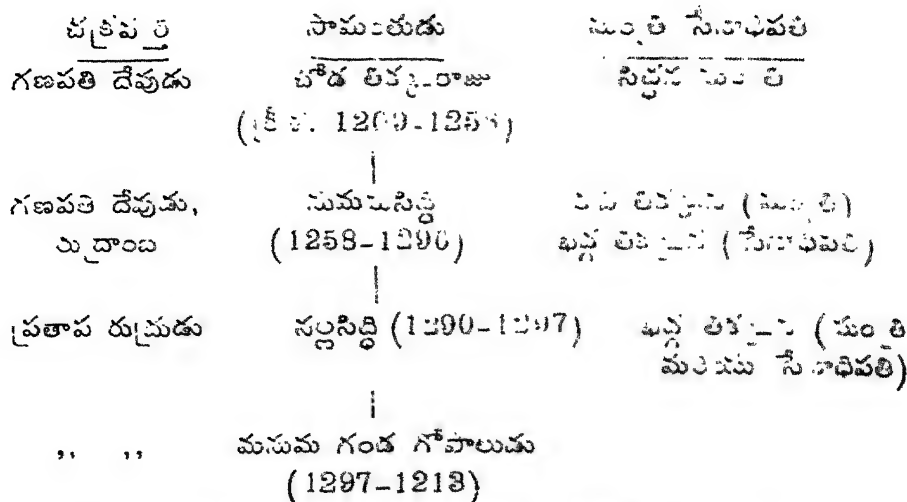 చక్రవర్తి సామంతుడు మంత్రి సేనాధిపతి
గణపతి దేవుడు చోడ తిక్కరాజు సిద్ధన మంత్రి
(క్రీ.శ. 1209-1258)
గణపతి దేవుడు, నుమసిద్ధి తిక్కన (మంత్రి)
రుద్రాంబ (1258-1290) ఖడ్గ తిక్కన (సేనాధిపతి)
ప్రతాప రుద్రుడు నల్లసిద్ధి (1290-1297) ఖడ్గ తిక్కన (మంత్రి
మరియు సేనాధిపతి)
,, ,, మనుమ గండ గోపాలుడు
(1297-1213)